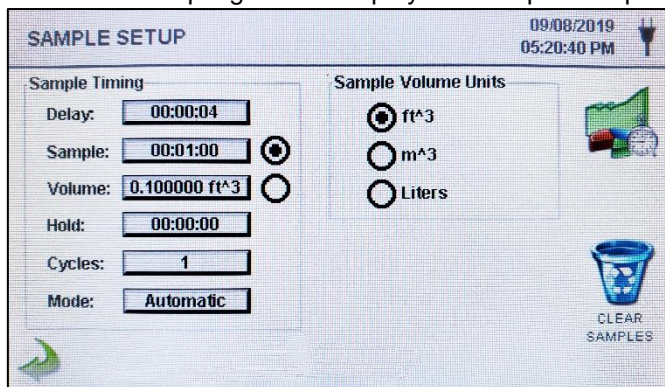 SAMPLE SETUP
09/08/2019
05:20:40 PM
Sample Timing
Delay: 00:00:04
Sample: 00:01:00
Volume: 0.100000 ft^3
Hold: 00:00:00
Cycles: 1
Mode: Automatic
Sample Volume Units
ft^3
m^3
Liters
CLEAR
SAMPLES